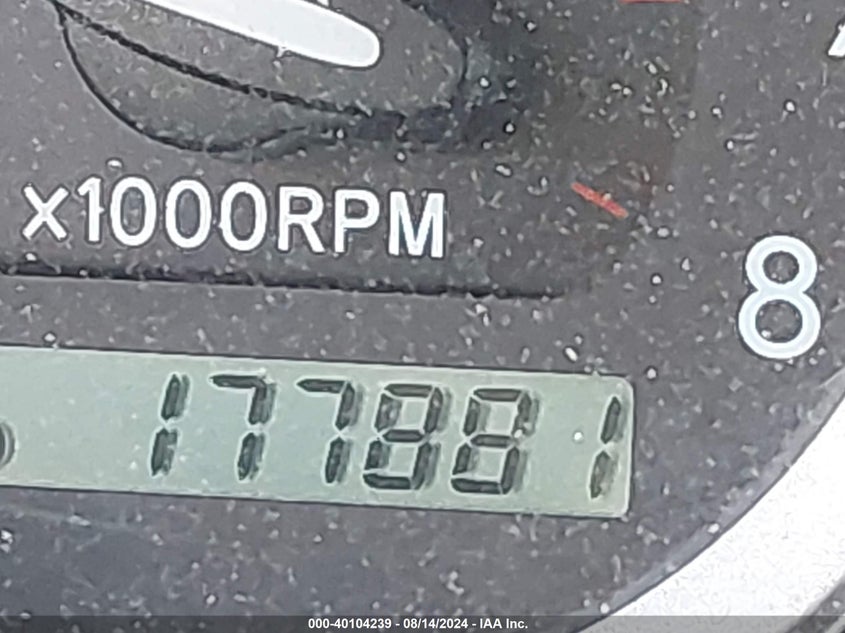 x1000RPM
8
177881
000-40104239 - 08/14/2024 - IAA Inc.